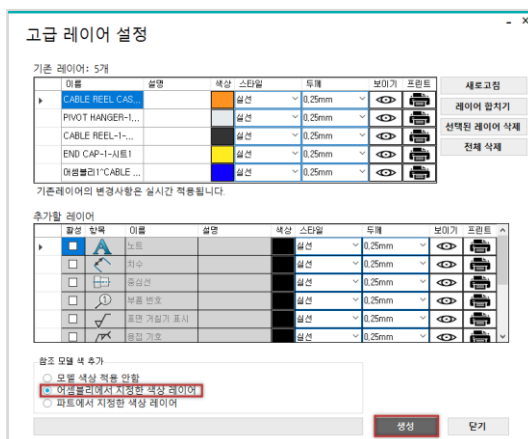 고급 레이어 설정
기존 레이어: 5개
이름 설명 색상 스타일 두께 보이기 프린트
CABLE REEL CAS... 실선 0,25mm
PIVOT HANGER-1... 실선 0,25mm
CABLE REEL-1-... 실선 0,25mm
END CAP-1-시트1 실선 0,25mm
어셈블리1^CABLE ... 실선 0,25mm
새로고침
레이어 합치기
선택된 레이어 삭제
전체 삭제
기존레이어의 변경사항은 실시간 적용됩니다.
추가할 레이어
활성 항목 이름 설명 색상 스타일 두께 보이기 프린트
노트 실선 0,25mm
치수 실선 0,25mm
중심선 실선 0,25mm
부품 번호 실선 0,25mm
표면 거칠기 표시 실선 0,25mm
용접 기호 실선 0,25mm
참조 모델 색 추가
모델 색상 적용 안함
어셈블리에서 지정한 색상 레이어
파트에서 지정한 색상 레이어
생성 닫기